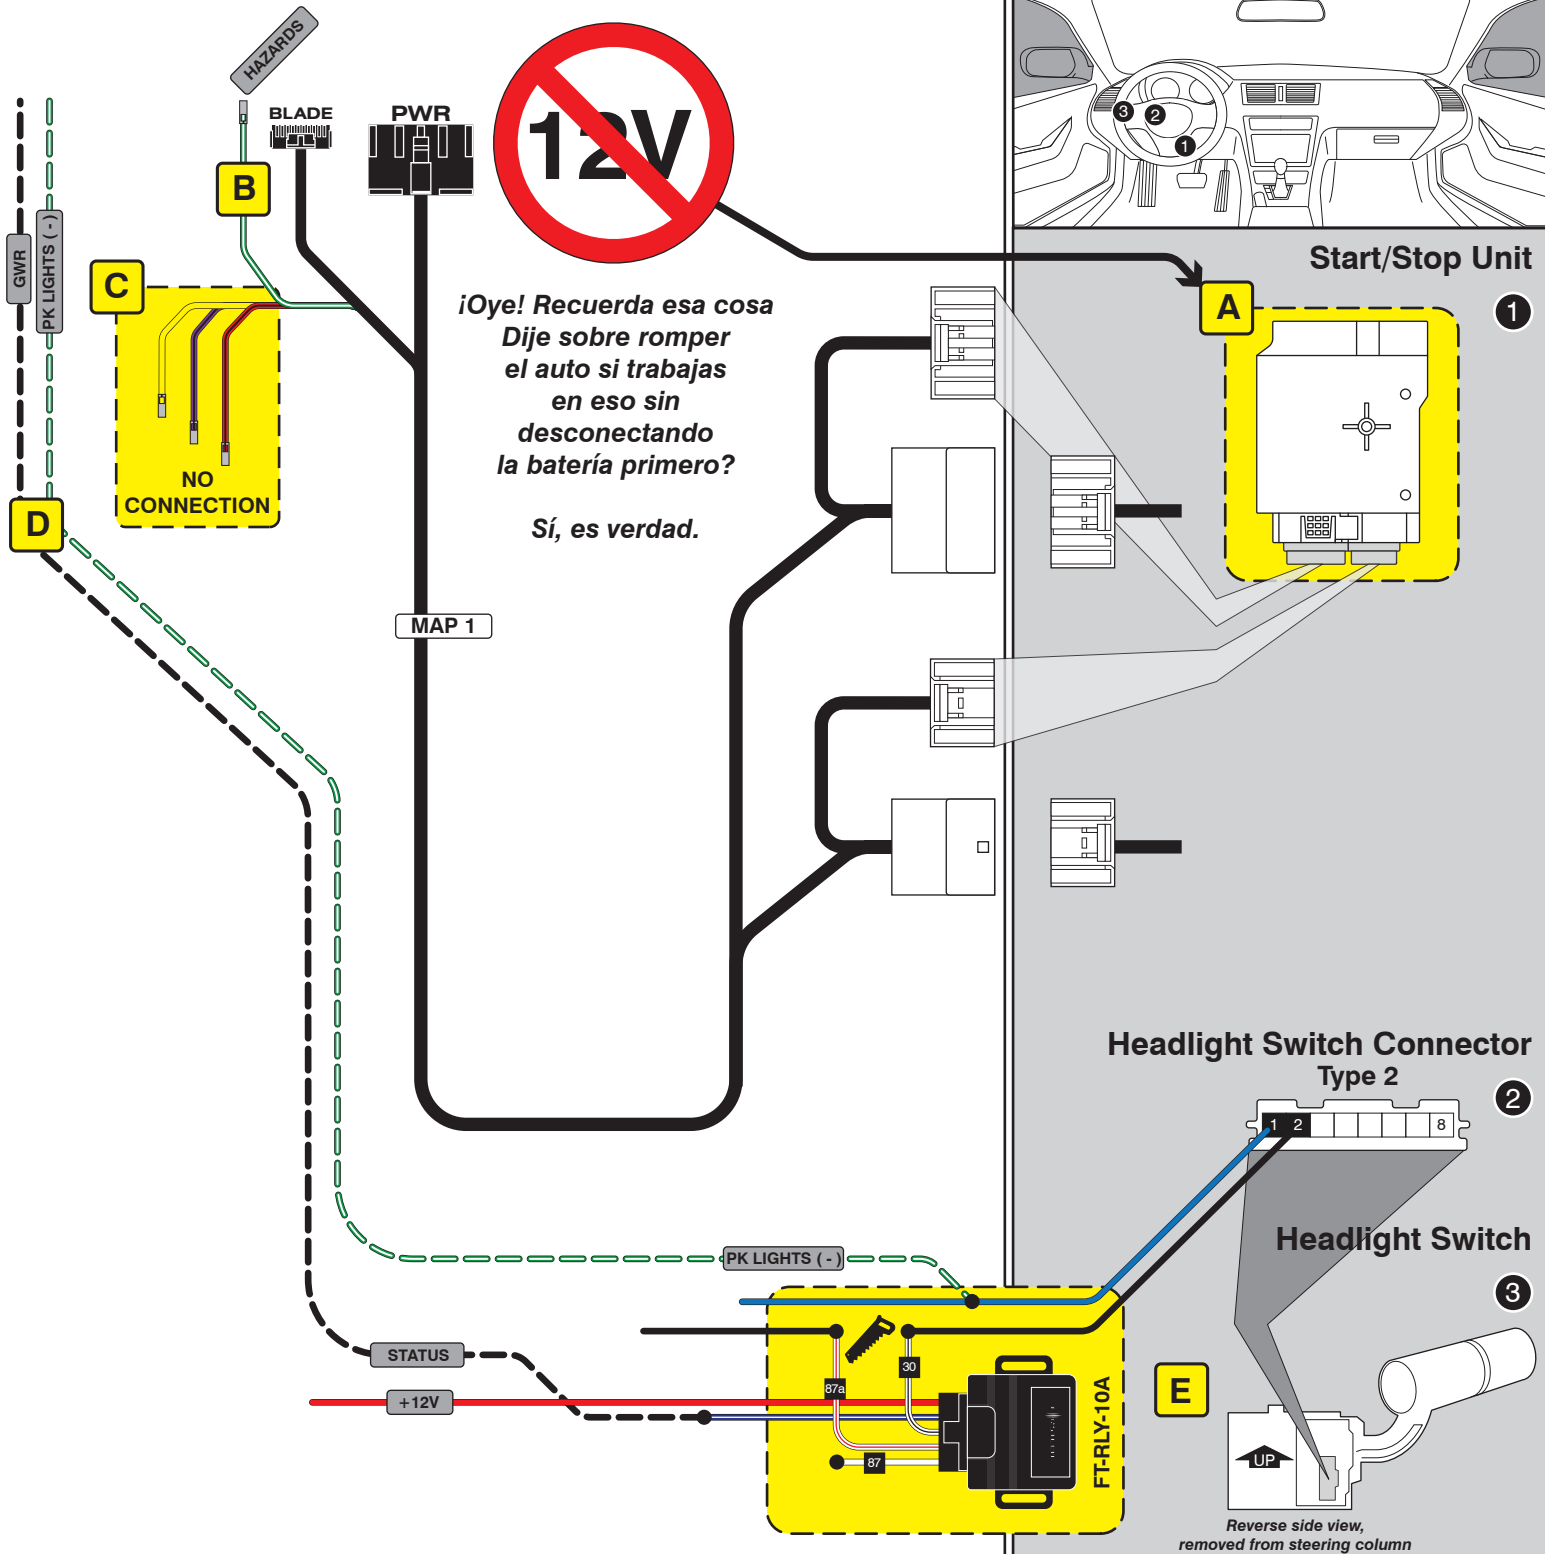 HAZARDS
BLADE
PWR
12V
B
GWR
PK LIGHTS ( - )
C
NO
CONNECTION
D
¡Oye! Recuerda esa cosa
Dije sobre romper
el auto si trabajas
en eso sin
desconectando
la batería primero?
Sí, es verdad.
MAP 1
3
2
1
Start/Stop Unit
1
A
Headlight Switch Connector
Type 2
2
1 2 8
Headlight Switch
3
PK LIGHTS ( - )
STATUS
+12V
87a
30
87
FT-RLY-10A
E
UP
Reverse side view,
removed from steering column